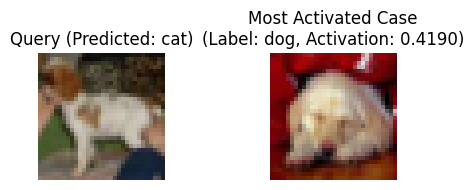 Query (Predicted: cat)
Most Activated Case
(Label: dog, Activation: 0.4190)